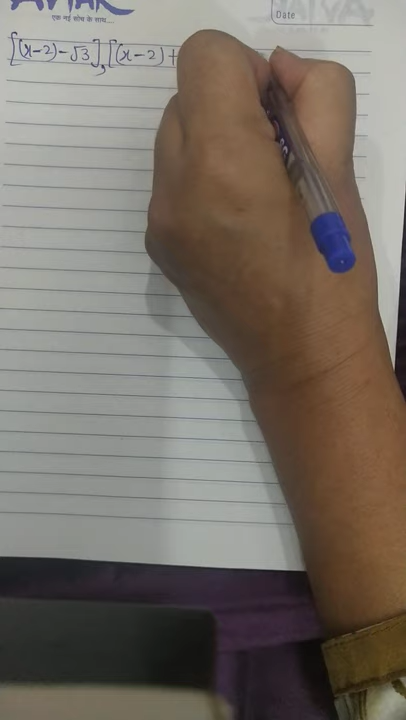 एक नई सोच के साथ...
Date
[(x-2)-√3], [(x-2)+